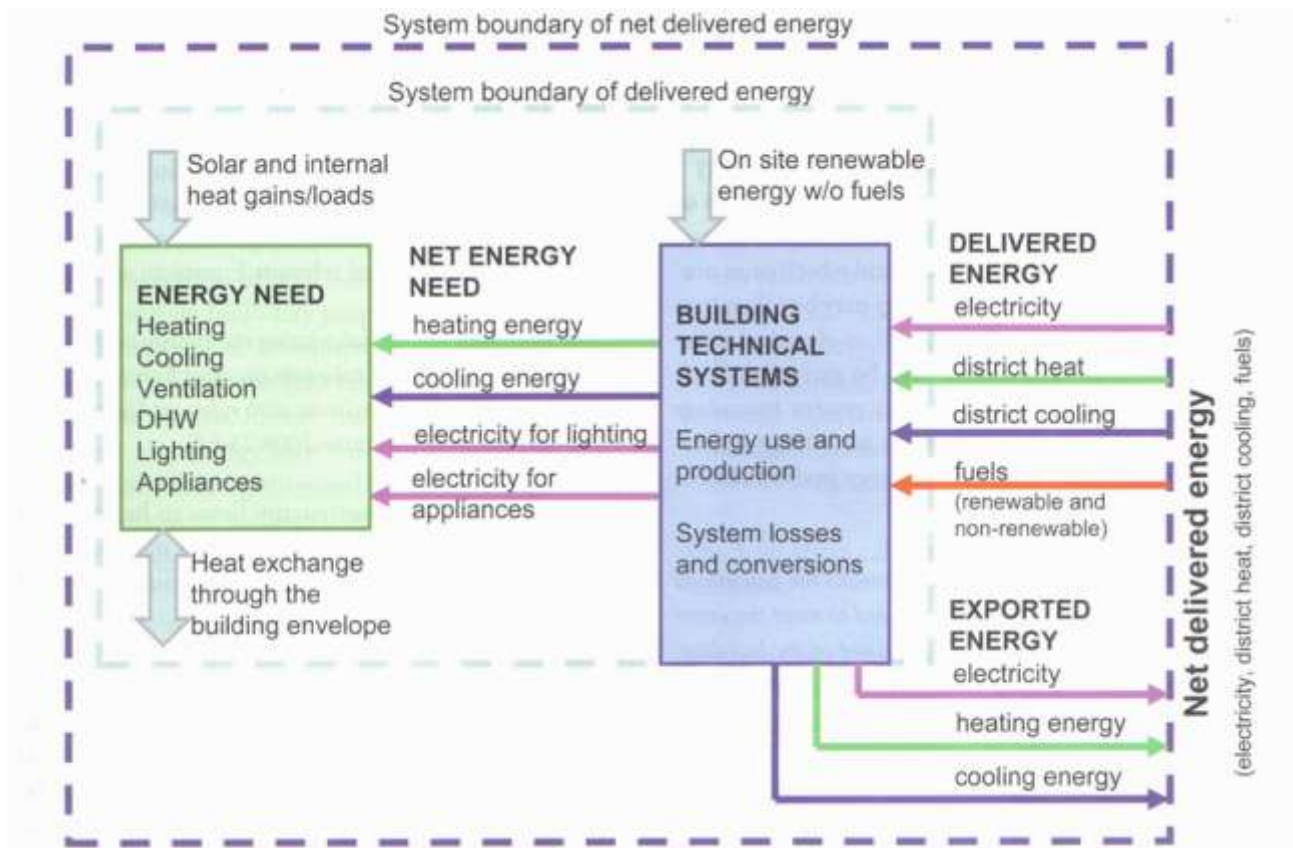 System boundary of net delivered energy
System boundary of delivered energy
Solar and internal
heat gains/loads
On site renewable
energy w/o fuels
ENERGY NEED
Heating
Cooling
Ventilation
DHW
Lighting
Appliances
NET ENERGY
NEED
heating energy
cooling energy
electricity for lighting
electricity for
appliances
BUILDING
TECHNICAL
SYSTEMS
Energy use and
production
System losses
and conversions
DELIVERED
ENERGY
electricity
district heat
district cooling
fuels
(renewable and
non-renewable)
Heat exchange
through the
building envelope
EXPORTED
ENERGY
electricity
heating energy
cooling energy
Net delivered energy
(electricity, district heat, district cooling, fuels)